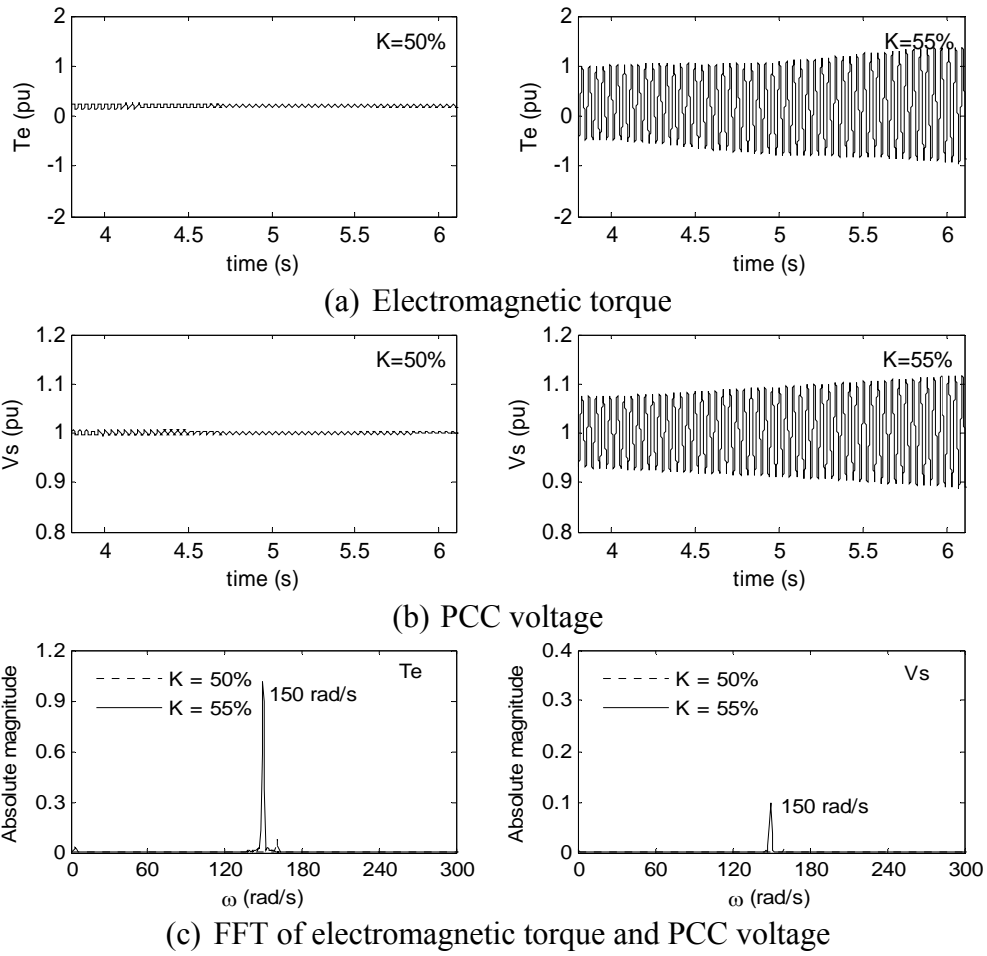 K=50%
Te (pu)
2
1
0
-1
-2
4
4.5
5
5.5
6
time (s)
K=55%
Te (pu)
2
1
0
-1
-2
4
4.5
5
5.5
6
time (s)
(a) Electromagnetic torque
K=50%
Vs (pu)
1.2
1.1
1
0.9
0.8
4
4.5
5
5.5
6
time (s)
K=55%
Vs (pu)
1.2
1.1
1
0.9
0.8
4
4.5
5
5.5
6
time (s)
(b) PCC voltage
Te
K = 50%
K = 55%
150 rad/s
Absolute magnitude
1.2
0.9
0.6
0.3
0
0
60
120
180
240
300
ω (rad/s)
Vs
K = 50%
K = 55%
150 rad/s
Absolute magnitude
0.4
0.3
0.2
0.1
0
0
60
120
180
240
300
ω (rad/s)
(c) FFT of electromagnetic torque and PCC voltage